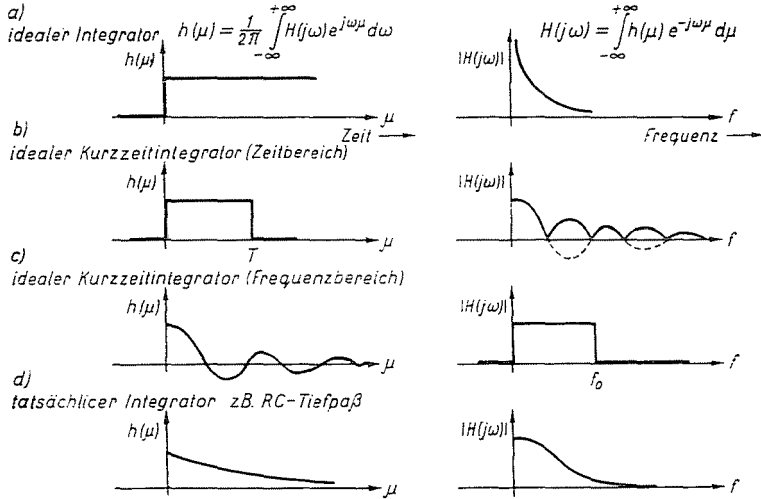 a)
idealer Integrator h(μ) = 1/2π ∫_{-∞}^{+∞} H(jω) e^{jωμ} dω H(jω) = ∫_{-∞}^{+∞} h(μ) e^{-jωμ} dμ
h(μ) |H(jω)|
μ f
Zeit → Frequenz →
b)
idealer Kurzzeitintegrator (Zeitbereich)
h(μ) |H(jω)|
T μ f
c)
idealer Kurzzeitintegrator (Frequenzbereich)
h(μ) |H(jω)|
μ f₀ f
d)
tatsächlicer Integrator z.B. RC-Tiefpaß
h(μ) |H(jω)|
μ f